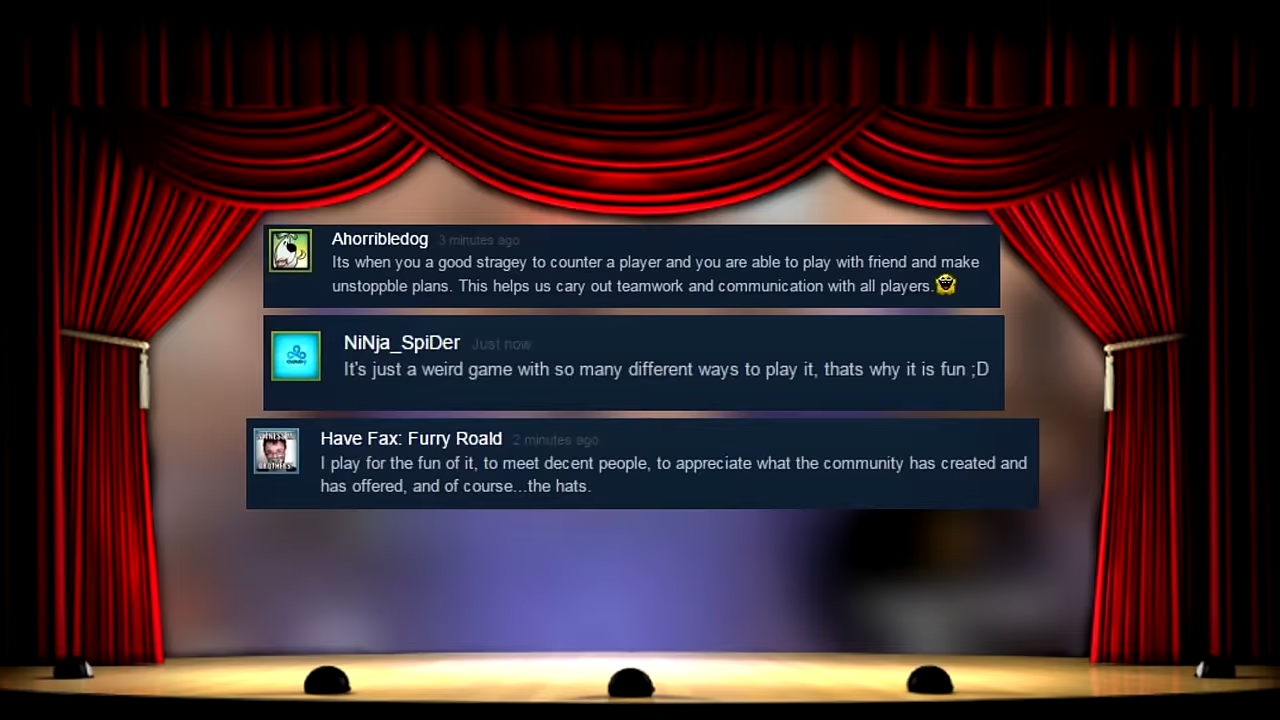 Ahorribledog 3 minutes ago
Its when you a good stragey to counter a player and you are able to play with friend and make
unstoppble plans. This helps us cary out teamwork and communication with all players.
NiNja_SpiDer Just now
It's just a weird game with so many different ways to play it, thats why it is fun ;D
Have Fax: Furry Roald 2 minutes ago
I play for the fun of it, to meet decent people, to appreciate what the community has created and
has offered, and of course...the hats.